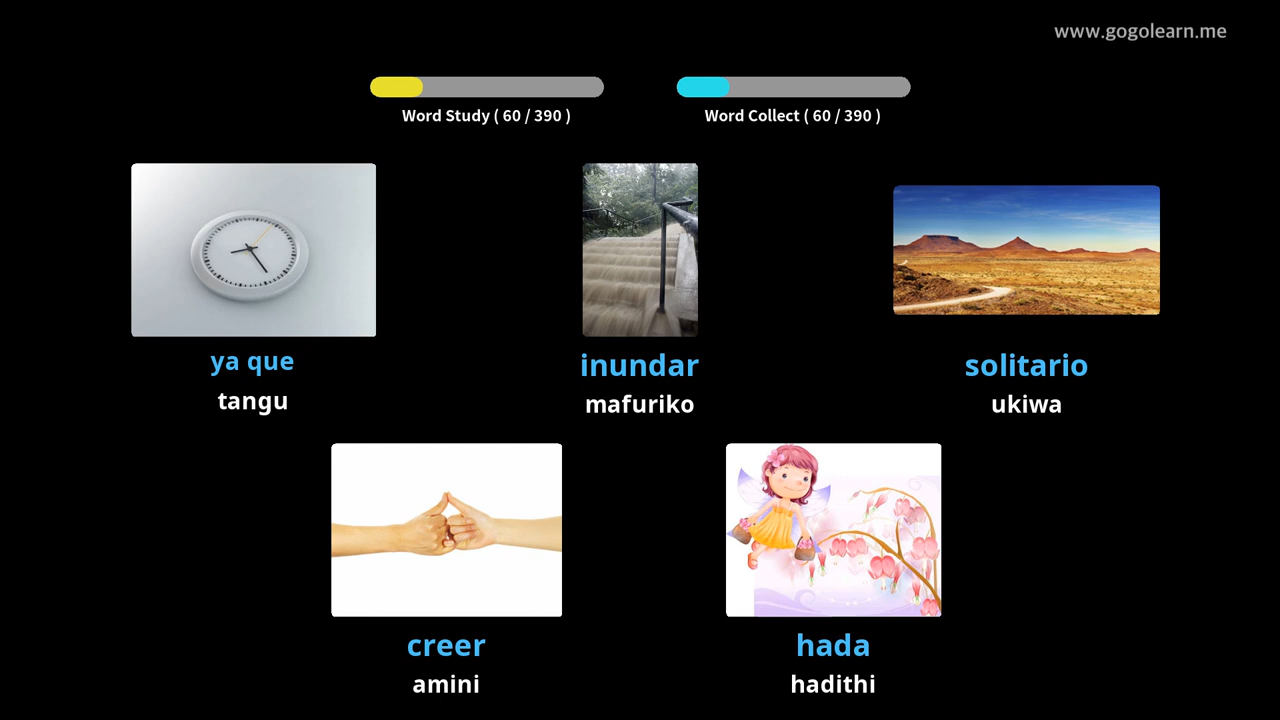 www.gogolearn.me
Word Study ( 60 / 390 )
Word Collect ( 60 / 390 )
ya que
tangu
inundar
mafuriko
solitario
ukiwa
creer
amini
hada
hadithi